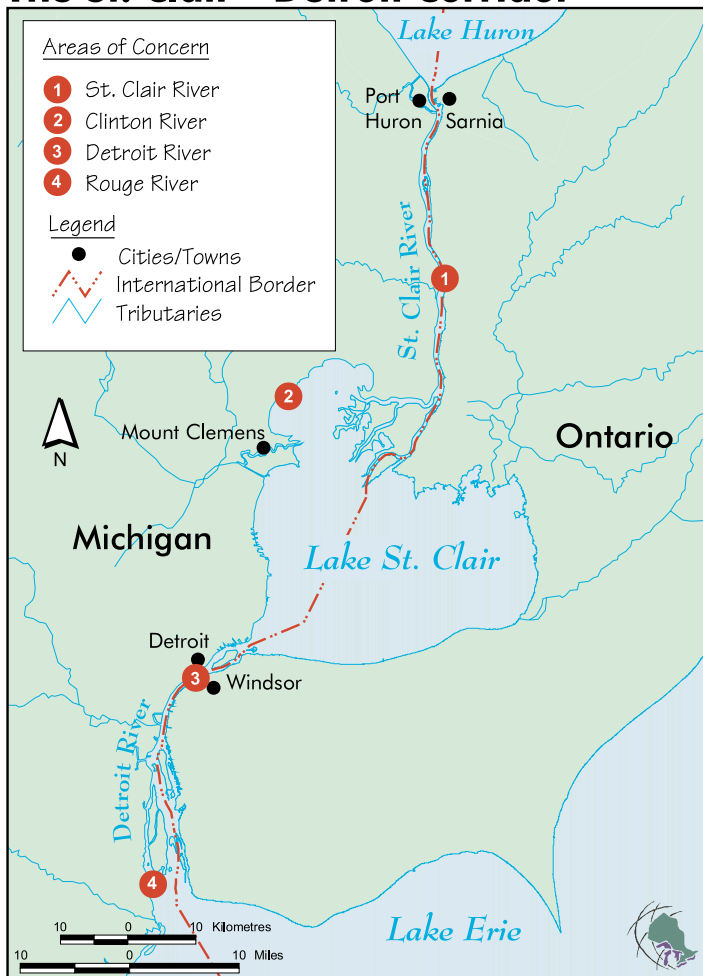 Lake Huron
Areas of Concern
1 St. Clair River
2 Clinton River
3 Detroit River
4 Rouge River
Legend
Cities/Towns
International Border
Tributaries
Port
Huron
Sarnia
St. Clair River
1
2
Mount Clemens
N
Ontario
Michigan
Lake St. Clair
Detroit
3
Windsor
Detroit River
4
10 0 10 Kilometres
10 0 10 Miles
Lake Erie